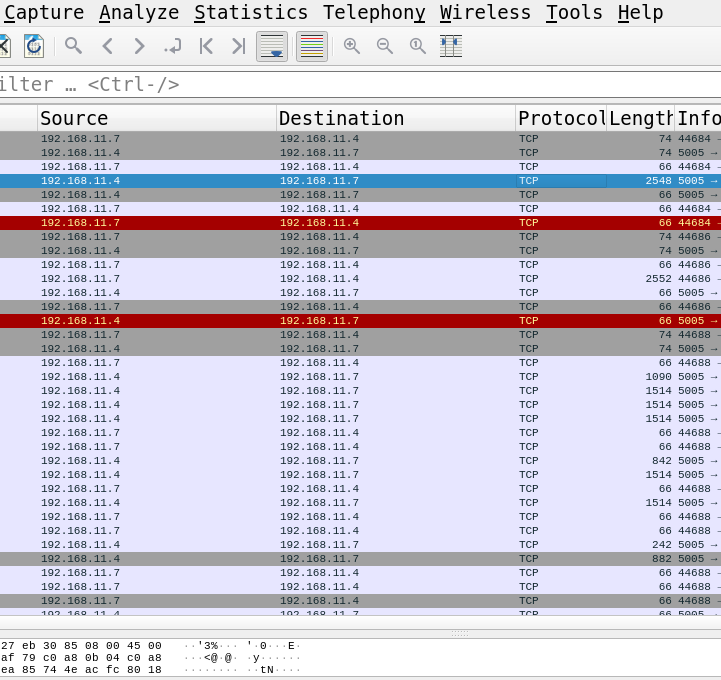 Capture Analyze Statistics Telephony Wireless Tools Help
ilter … <Ctrl-/>
Source Destination Protocol Length Info
192.168.11.7 192.168.11.4 TCP 74 44684 →
192.168.11.4 192.168.11.7 TCP 74 5005 →
192.168.11.7 192.168.11.4 TCP 66 44684 →
192.168.11.4 192.168.11.7 TCP 2548 5005 →
192.168.11.4 192.168.11.7 TCP 66 5005 →
192.168.11.7 192.168.11.4 TCP 66 44684 →
192.168.11.7 192.168.11.4 TCP 66 44684 →
192.168.11.7 192.168.11.4 TCP 74 44686 →
192.168.11.4 192.168.11.7 TCP 74 5005 →
192.168.11.7 192.168.11.4 TCP 66 44686 →
192.168.11.7 192.168.11.4 TCP 2552 44686 →
192.168.11.4 192.168.11.7 TCP 66 5005 →
192.168.11.7 192.168.11.4 TCP 66 44686 →
192.168.11.4 192.168.11.7 TCP 66 5005 →
192.168.11.7 192.168.11.4 TCP 74 44688 →
192.168.11.4 192.168.11.7 TCP 74 5005 →
192.168.11.7 192.168.11.4 TCP 66 44688 →
192.168.11.4 192.168.11.7 TCP 1090 5005 →
192.168.11.4 192.168.11.7 TCP 1514 5005 →
192.168.11.4 192.168.11.7 TCP 1514 5005 →
192.168.11.4 192.168.11.7 TCP 1514 5005 →
192.168.11.7 192.168.11.4 TCP 66 44688 →
192.168.11.7 192.168.11.4 TCP 66 44688 →
192.168.11.4 192.168.11.7 TCP 842 5005 →
192.168.11.4 192.168.11.7 TCP 1514 5005 →
192.168.11.7 192.168.11.4 TCP 66 44688 →
192.168.11.4 192.168.11.7 TCP 1514 5005 →
192.168.11.7 192.168.11.4 TCP 66 44688 →
192.168.11.7 192.168.11.4 TCP 66 44688 →
192.168.11.4 192.168.11.7 TCP 242 5005 →
192.168.11.4 192.168.11.7 TCP 882 5005 →
192.168.11.7 192.168.11.4 TCP 66 44688 →
192.168.11.7 192.168.11.4 TCP 66 44688 →
192.168.11.7 192.168.11.4 TCP 66 44688 →
192.168.11.4 192.168.11.7 TCP 66 5005 →
27 eb 30 85 08 00 45 00 ··'3%··· '·0···E·
af 79 c0 a8 0b 04 c0 a8 ···<@·@· ·y······
ea 85 74 4e ac fc 80 18 ········ ··tN····